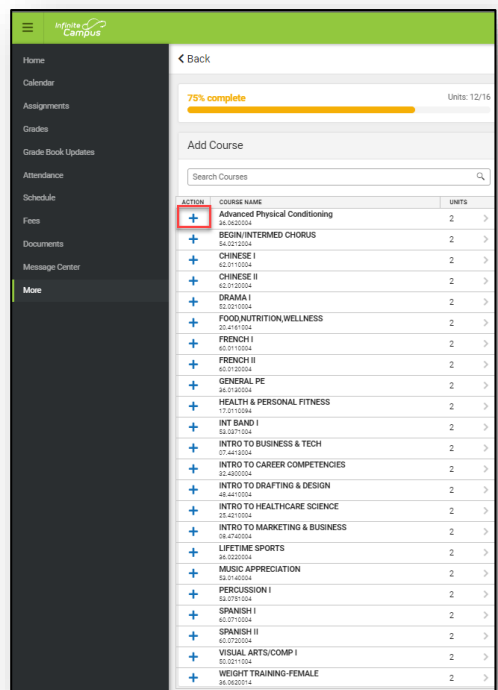 Infinite
Campus
Home
Calendar
Assignments
Grades
Grade Book Updates
Attendance
Schedule
Fees
Documents
Message Center
More
Back
75% complete Units: 12/16
Add Course
Search Courses
ACTION COURSE NAME UNITS
Advanced Physical Conditioning 2
36.0620004
BEGIN/INTERMED CHORUS 2
54.0212004
CHINESE I 2
62.0110004
CHINESE II 2
62.0120004
DRAMA I 2
52.0210004
FOOD,NUTRITION,WELLNESS 2
20.4161004
FRENCH I 2
60.0110004
FRENCH II 2
60.0120004
GENERAL PE 2
36.0130004
HEALTH & PERSONAL FITNESS 2
17.0110094
INT BAND I 2
53.0371004
INTRO TO BUSINESS & TECH 2
07.4413004
INTRO TO CAREER COMPETENCIES 2
32.4300004
INTRO TO DRAFTING & DESIGN 2
48.4410004
INTRO TO HEALTHCARE SCIENCE 2
25.4210004
INTRO TO MARKETING & BUSINESS 2
08.4740004
LIFETIME SPORTS 2
36.0220004
MUSIC APPRECIATION 2
53.0140004
PERCUSSION I 2
53.0751004
SPANISH I 2
60.0710004
SPANISH II 2
60.0720004
VISUAL ARTS/COMP I 2
50.0211004
WEIGHT TRAINING-FEMALE 2
36.0620014